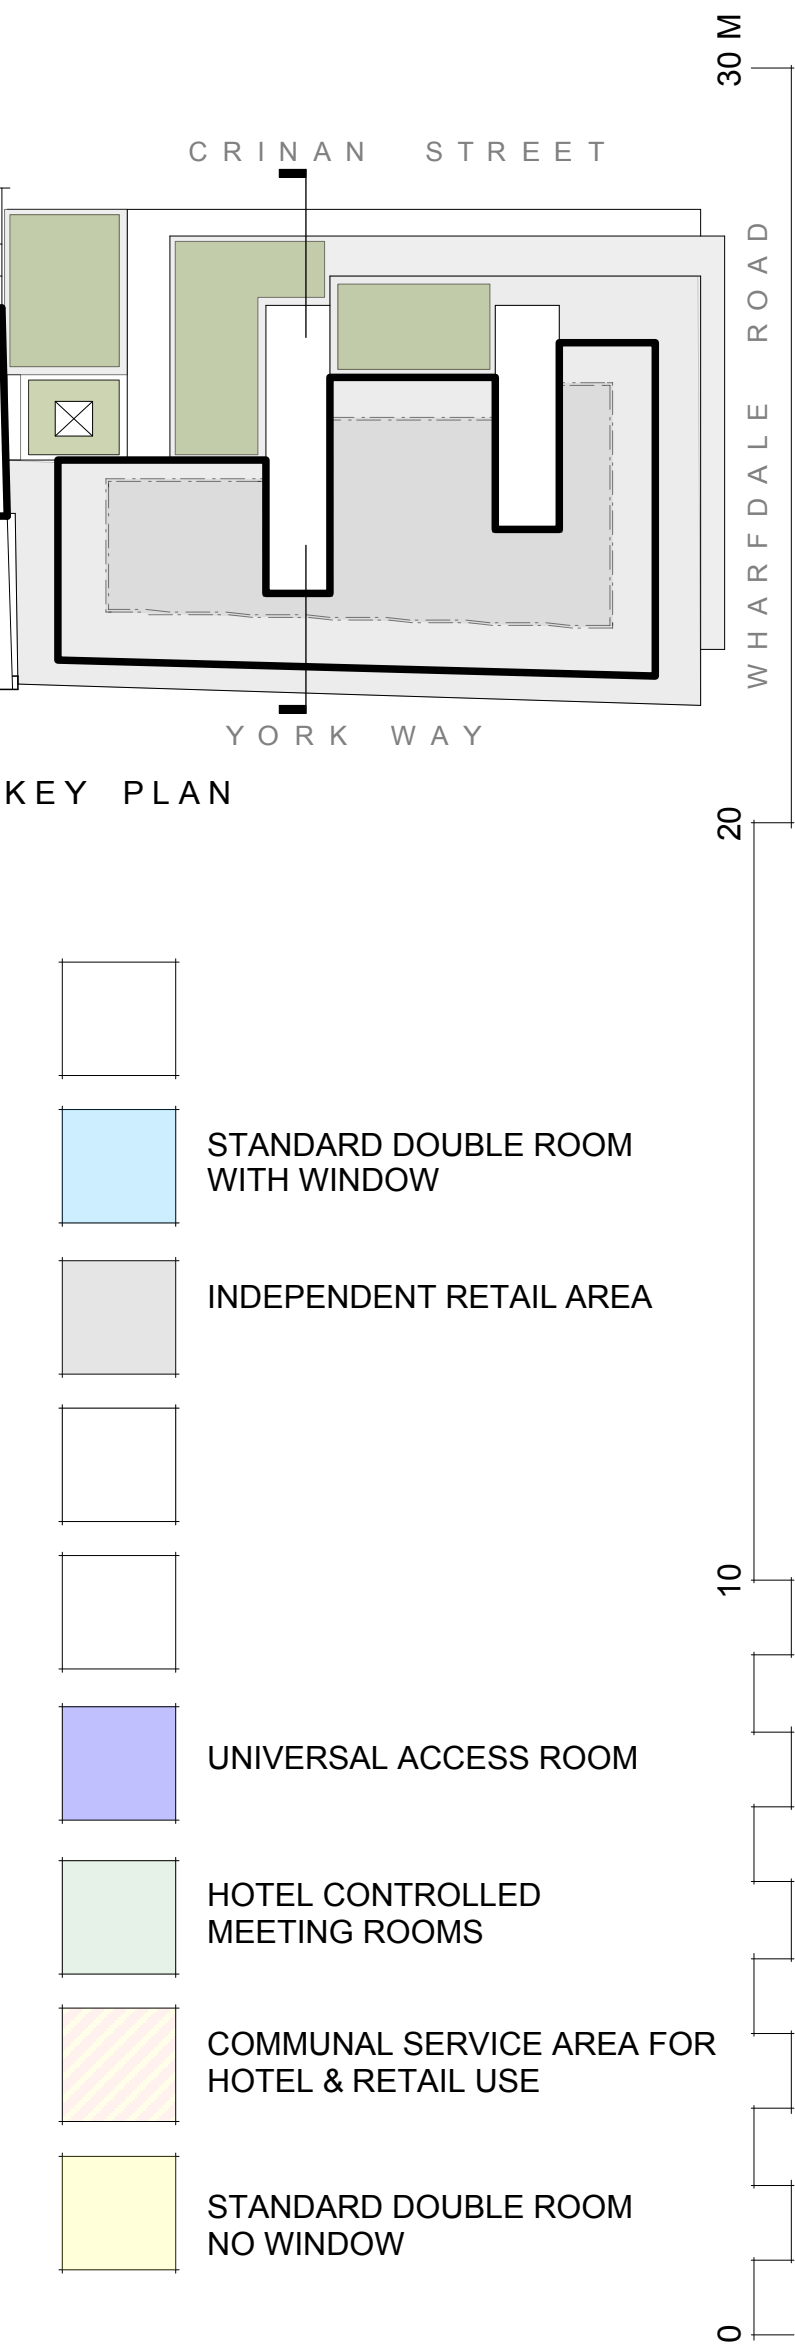 30 M
CRINAN STREET
WHARFDALE ROAD
YORK WAY
KEY PLAN
20
STANDARD DOUBLE ROOM
WITH WINDOW
INDEPENDENT RETAIL AREA
10
UNIVERSAL ACCESS ROOM
HOTEL CONTROLLED
MEETING ROOMS
COMMUNAL SERVICE AREA FOR
HOTEL & RETAIL USE
STANDARD DOUBLE ROOM
NO WINDOW
0